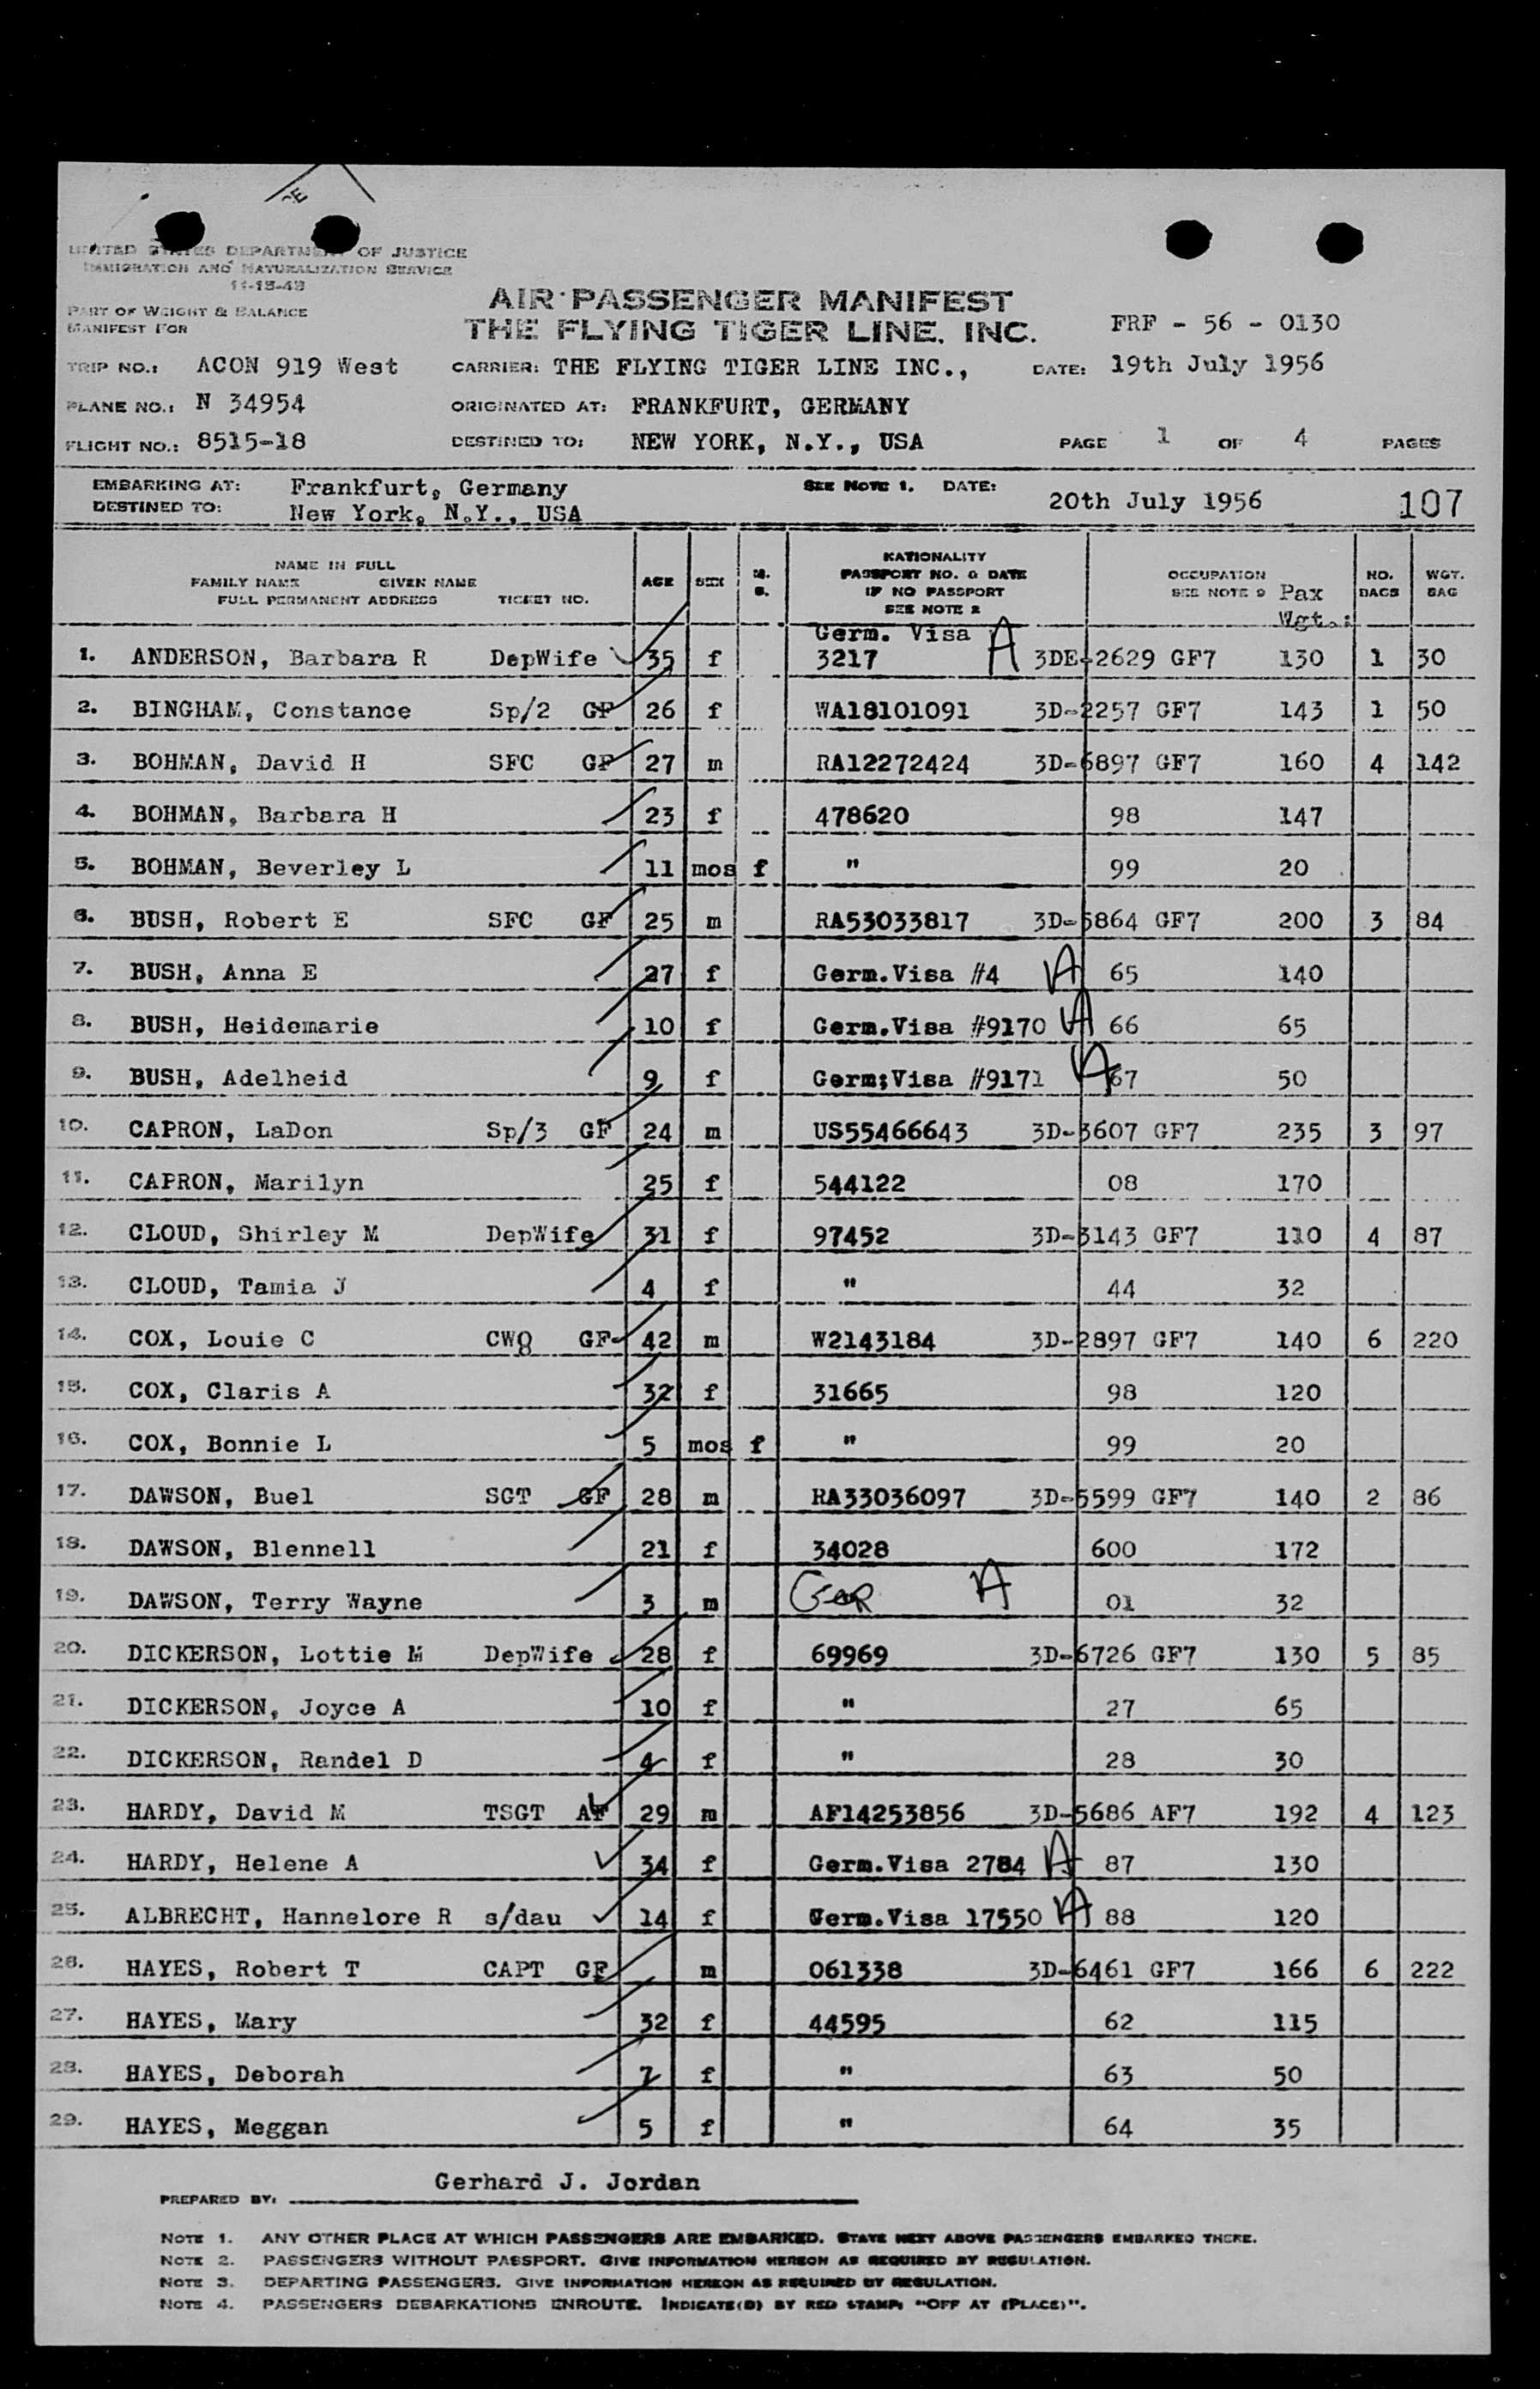 UNITED STATES DEPARTMENT OF JUSTICE
IMMIGRATION AND NATURALIZATION SERVICE
11-15-43
PART OF WEIGHT & BALANCE
MANIFEST FOR
AIR PASSENGER MANIFEST
THE FLYING TIGER LINE, INC.
FRF - 56 - 0130
TRIP NO.: ACON 919 West CARRIER: THE FLYING TIGER LINE INC., DATE: 19th July 1956
PLANE NO.: N 34954 ORIGINATED AT: FRANKFURT, GERMANY
FLIGHT NO.: 8515-18 DESTINED TO: NEW YORK, N.Y., USA PAGE 1 OF 4 PAGES
EMBARKING AT: Frankfurt, Germany SEE NOTE 1. DATE: 20th July 1956 107
DESTINED TO: New York, N.Y., USA
NAME IN FULL
FAMILY NAME GIVEN NAME
FULL PERMANENT ADDRESS TICKET NO.
AGE SEX M. S.
NATIONALITY
PASSPORT NO. & DATE
IF NO PASSPORT
SEE NOTE 2
OCCUPATION
SEE NOTE 3 Pax
Wgt.:
NO. BAGS
WGT. BAG
Germ. Visa
1. ANDERSON, Barbara R DepWife 35 f 3217 A 3DE-2629 GF7 130 1 30
2. BINGHAM, Constance Sp/2 GF 26 f WA18101091 3D-2257 GF7 143 1 50
3. BOHMAN, David H SFC GF 27 m RA12272424 3D-6897 GF7 160 4 142
4. BOHMAN, Barbara H 23 f 478620 98 147
5. BOHMAN, Beverley L 11 mos f " 99 20
6. BUSH, Robert E SFC GF 25 m RA53033817 3D-5864 GF7 200 3 84
7. BUSH, Anna E 27 f Germ.Visa #4 A 65 140
8. BUSH, Heidemarie 10 f Germ.Visa #9170 A 66 65
9. BUSH, Adelheid 9 f Germ;Visa #9171 A 67 50
10. CAPRON, LaDon Sp/3 GF 24 m US55466643 3D-3607 GF7 235 3 97
11. CAPRON, Marilyn 25 f 544122 08 170
12. CLOUD, Shirley M DepWife 31 f 97452 3D-3143 GF7 110 4 87
13. CLOUD, Tamia J 4 f " 44 32
14. COX, Louie C CWO GF 42 m W2143184 3D-2897 GF7 140 6 220
15. COX, Claris A 32 f 31665 98 120
16. COX, Bonnie L 5 mos f " 99 20
17. DAWSON, Buel SGT GF 28 m RA33036097 3D-5599 GF7 140 2 86
18. DAWSON, Blennell 21 f 34028 600 172
19. DAWSON, Terry Wayne 3 m Ger A 01 32
20. DICKERSON, Lottie M DepWife 28 f 69969 3D-6726 GF7 130 5 85
21. DICKERSON, Joyce A 10 f " 27 65
22. DICKERSON, Randel D 4 f " 28 30
23. HARDY, David M TSGT AF 29 m AF14253856 3D-5686 AF7 192 4 123
24. HARDY, Helene A 34 f Germ.Visa 2784 A 87 130
25. ALBRECHT, Hannelore R s/dau 14 f Germ.Visa 17550 A 88 120
26. HAYES, Robert T CAPT GF m 061338 3D-6461 GF7 166 6 222
27. HAYES, Mary 32 f 44595 62 115
28. HAYES, Deborah 7 f " 63 50
29. HAYES, Meggan 5 f " 64 35
PREPARED BY: Gerhard J. Jordan
NOTE 1. ANY OTHER PLACE AT WHICH PASSENGERS ARE EMBARKED. STATE NEXT ABOVE PASSENGERS EMBARKED THERE.
NOTE 2. PASSENGERS WITHOUT PASSPORT. GIVE INFORMATION HEREON AS REQUIRED BY REGULATION.
NOTE 3. DEPARTING PASSENGERS. GIVE INFORMATION HEREON AS REQUIRED BY REGULATION.
NOTE 4. PASSENGERS DEBARKATIONS ENROUTE. INDICATE(D) BY RED STAMP: "OFF AT (PLACE)".